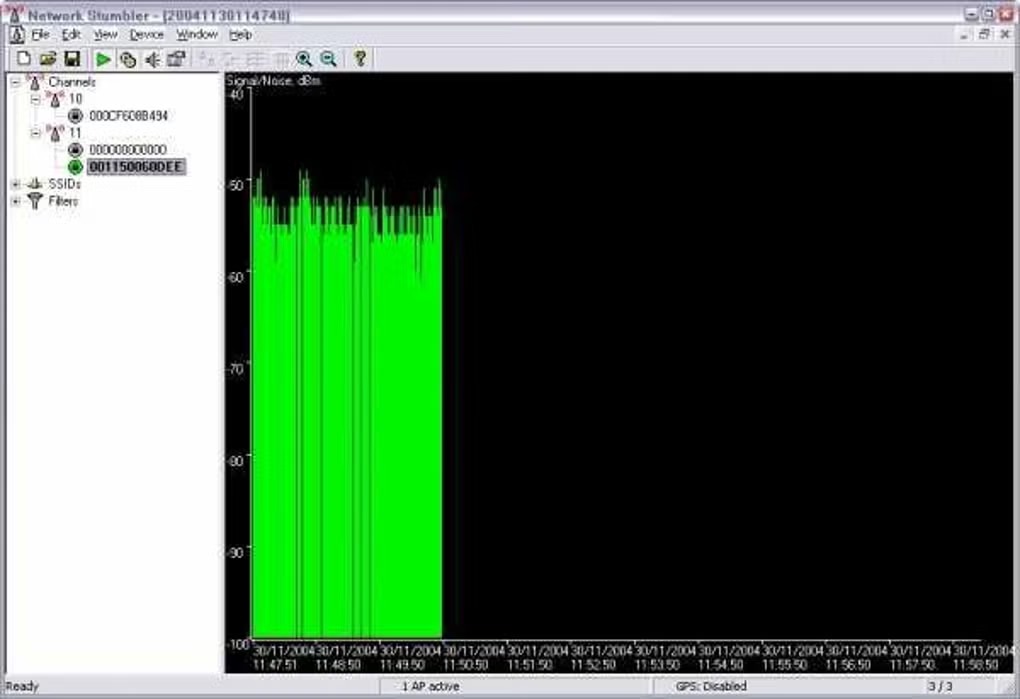 Network Stumbler - [20041130114748]
File Edit View Device Window Help
Channels
10
000CF608B494
11
000000000000
001150060DEE
SSIDs
Filters
Signal/Noise, dBm
-40
-50
-60
-70
-80
-90
-100
30/11/2004 30/11/2004 30/11/2004 30/11/2004 30/11/2004 30/11/2004 30/11/2004 30/11/2004 30/11/2004 30/11/2004 30/11/2004 30/11/2004
11:47:51 11:48:50 11:49:50 11:50:50 11:51:50 11:52:50 11:53:50 11:54:50 11:55:50 11:56:50 11:57:50 11:58:50
Ready 1 AP active GPS: Disabled 3 / 3